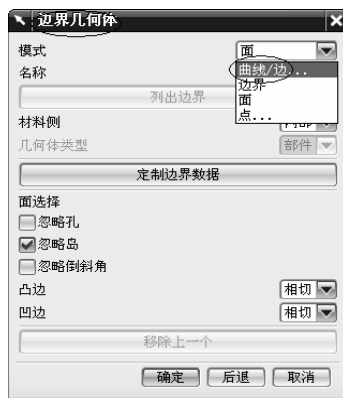 边界几何体
模式 面
曲线/边...
边界
面
点...
名称
列出边界
材料侧 内部
几何体类型 部件
定制边界数据
面选择
忽略孔
忽略岛
忽略倒斜角
凸边 相切
凹边 相切
移除上一个
确定 后退 取消